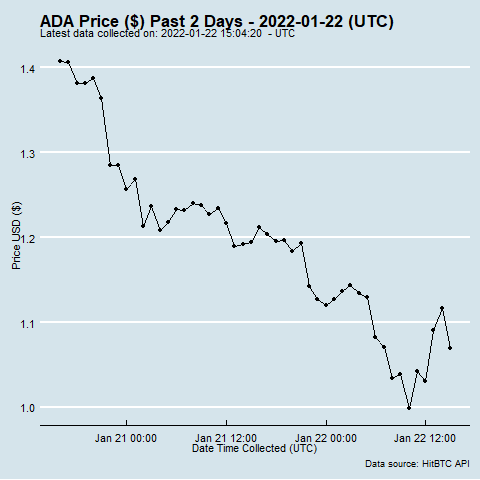 ADA Price ($) Past 2 Days - 2022-01-22 (UTC)
Latest data collected on: 2022-01-22 15:04:20 - UTC
1.4
1.3
1.2
1.1
1.0
Price USD ($)
Jan 21 00:00 Jan 21 12:00 Jan 22 00:00 Jan 22 12:00
Date Time Collected (UTC)
Data source: HitBTC API